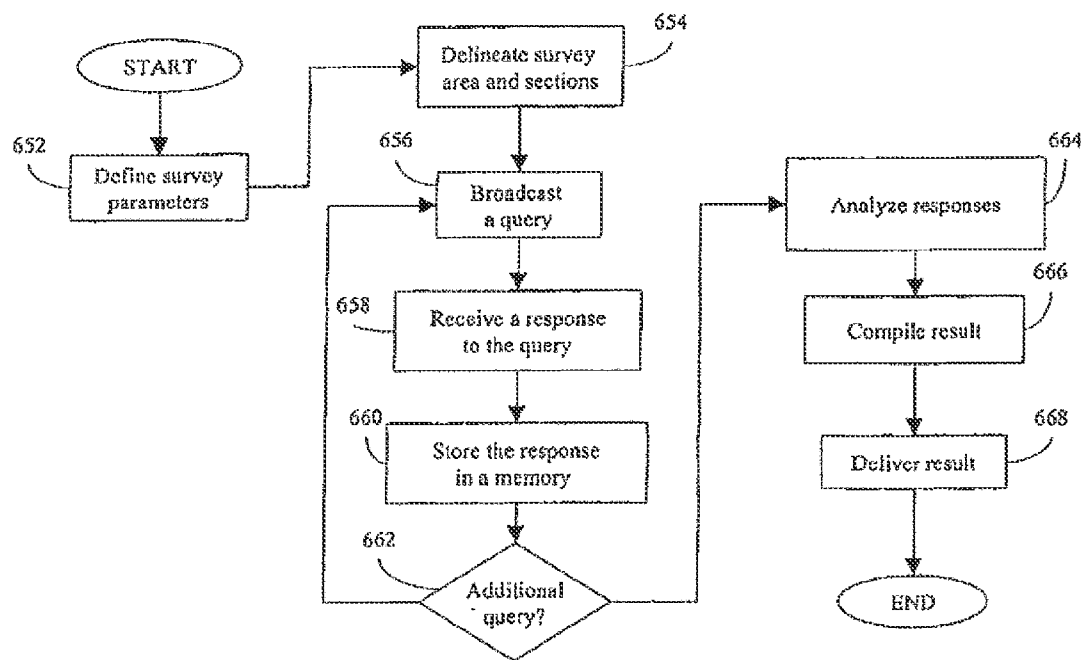 START
652
Define survey
parameters
654
Delineate survey
area and sections
656
Broadcast
a query
658
Receive a response
to the query
660
Store the response
in a memory
662
Additional
query?
664
Analyze responses
666
Compile result
668
Deliver result
END